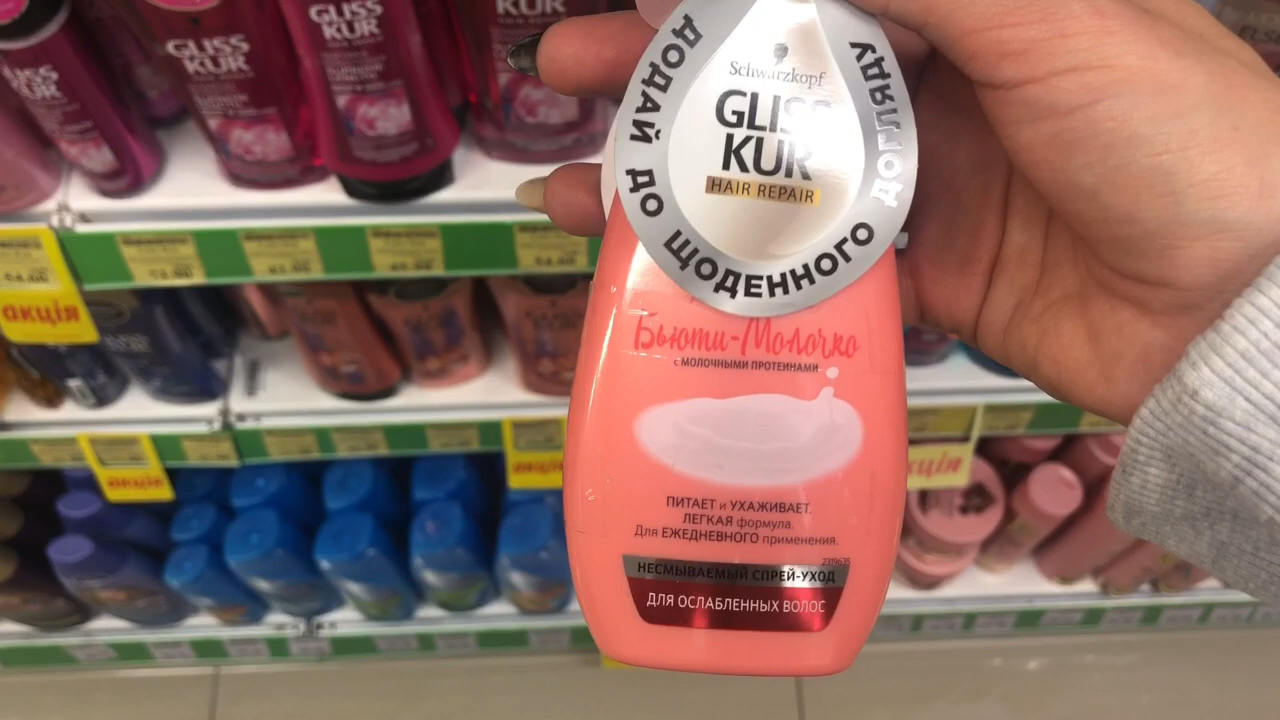 GLISS
KUR
GLISS
KUR
KUR
акція
акція
акція
ДОДАЙ ДО ЩОДЕННОГО ДОГЛЯДУ
Schwarzkopf
GLISS
KUR
HAIR REPAIR
Бьюти-Молочко
с МОЛОЧНЫМИ ПРОТЕИНАМИ
ПИТАЕТ и УХАЖИВАЕТ.
ЛЕГКАЯ формула.
Для ЕЖЕДНЕВНОГО применения.
2319635
НЕСМЫВАЕМЫЙ СПРЕЙ-УХОД
ДЛЯ ОСЛАБЛЕННЫХ ВОЛОС